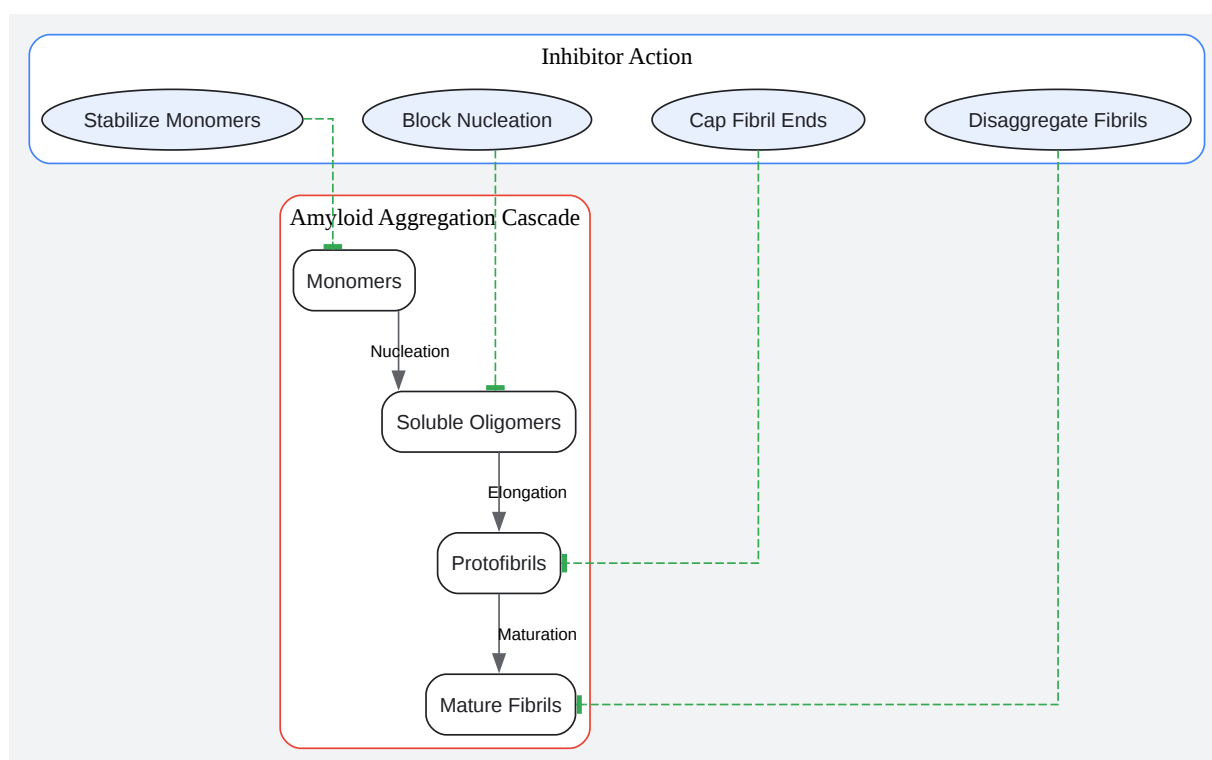 Inhibitor Action
Stabilize Monomers
Block Nucleation
Cap Fibril Ends
Disaggregate Fibrils
Amyloid Aggregation Cascade
Monomers
Nucleation
Soluble Oligomers
Elongation
Protofibrils
Maturation
Mature Fibrils